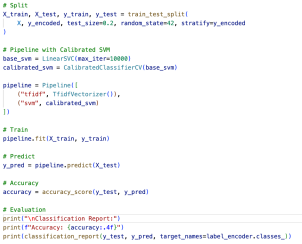 # Split
X_train, X_test, y_train, y_test = train_test_split(
    X, y_encoded, test_size=0.2, random_state=42, stratify=y_encoded
)
# Pipeline with Calibrated SVM
base_svm = LinearSVC(max_iter=10000)
calibrated_svm = CalibratedClassifierCV(base_svm)
pipeline = Pipeline([
    ("tfidf", TfidfVectorizer()),
    ("svm", calibrated_svm)
])
# Train
pipeline.fit(X_train, y_train)
# Predict
y_pred = pipeline.predict(X_test)
# Accuracy
accuracy = accuracy_score(y_test, y_pred)
# Evaluation
print("\nClassification Report:")
print(f"Accuracy: {accuracy:.4f}")
print(classification_report(y_test, y_pred, target_names=label_encoder.classes_))